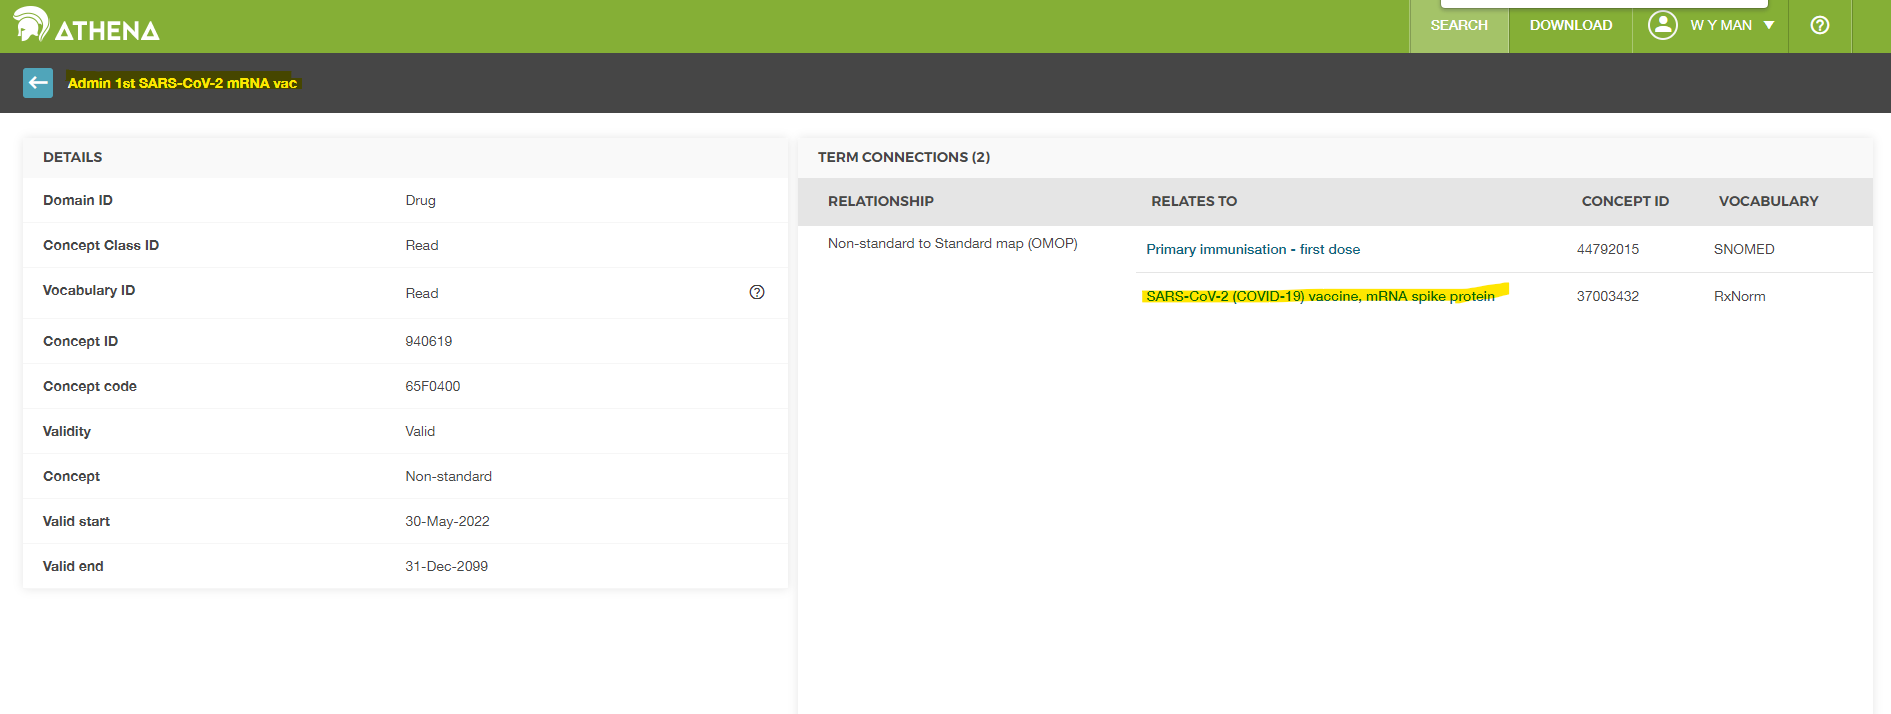 ATHENA
SEARCH
DOWNLOAD
W Y MAN
Admin 1st SARS-CoV-2 mRNA vac
DETAILS
Domain ID Drug
Concept Class ID Read
Vocabulary ID Read
Concept ID 940619
Concept code 65F0400
Validity Valid
Concept Non-standard
Valid start 30-May-2022
Valid end 31-Dec-2099
TERM CONNECTIONS (2)
RELATIONSHIP RELATES TO CONCEPT ID VOCABULARY
Non-standard to Standard map (OMOP) Primary immunisation - first dose 44792015 SNOMED
SARS-CoV-2 (COVID-19) vaccine, mRNA spike protein 37003432 RxNorm